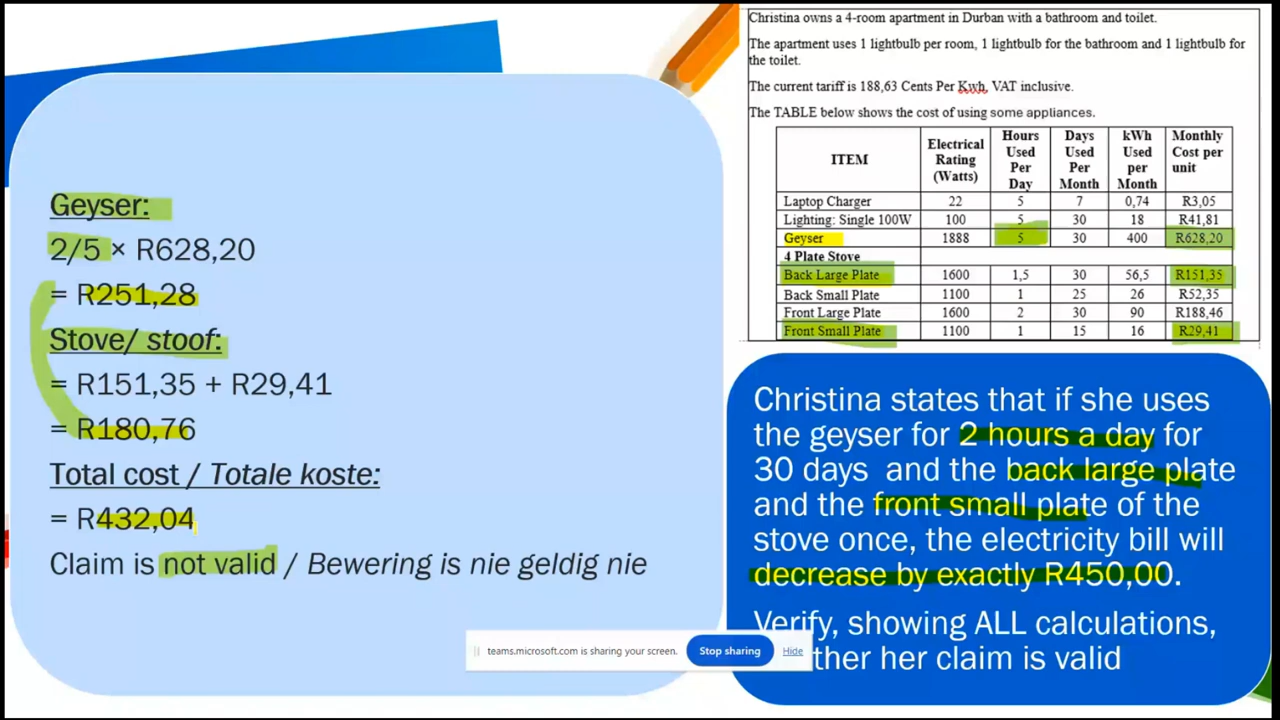 Geyser:
2/5 × R628,20
= R251,28
Stove/ stoof:
= R151,35 + R29,41
= R180,76
Total cost / Totale koste:
= R432,04
Claim is not valid / Bewering is nie geldig nie
Christina owns a 4-room apartment in Durban with a bathroom and toilet.
The apartment uses 1 lightbulb per room, 1 lightbulb for the bathroom and 1 lightbulb for
the toilet.
The current tariff is 188,63 Cents Per Kwh, VAT inclusive.
The TABLE below shows the cost of using some appliances.
ITEM Electrical Rating (Watts) Hours Used Per Day Days Used Per Month kWh Used per Month Monthly Cost per unit
Laptop Charger 22 5 7 0,74 R3,05
Lighting: Single 100W 100 5 30 18 R41,81
Geyser 1888 5 30 400 R628,20
4 Plate Stove
Back Large Plate 1600 1,5 30 56,5 R151,35
Back Small Plate 1100 1 25 26 R52,35
Front Large Plate 1600 2 30 90 R188,46
Front Small Plate 1100 1 15 16 R29,41
Christina states that if she uses
the geyser for 2 hours a day for
30 days and the back large plate
and the front small plate of the
stove once, the electricity bill will
decrease by exactly R450,00.
Verify, showing ALL calculations,
ther her claim is valid
teams.microsoft.com is sharing your screen. Stop sharing Hide